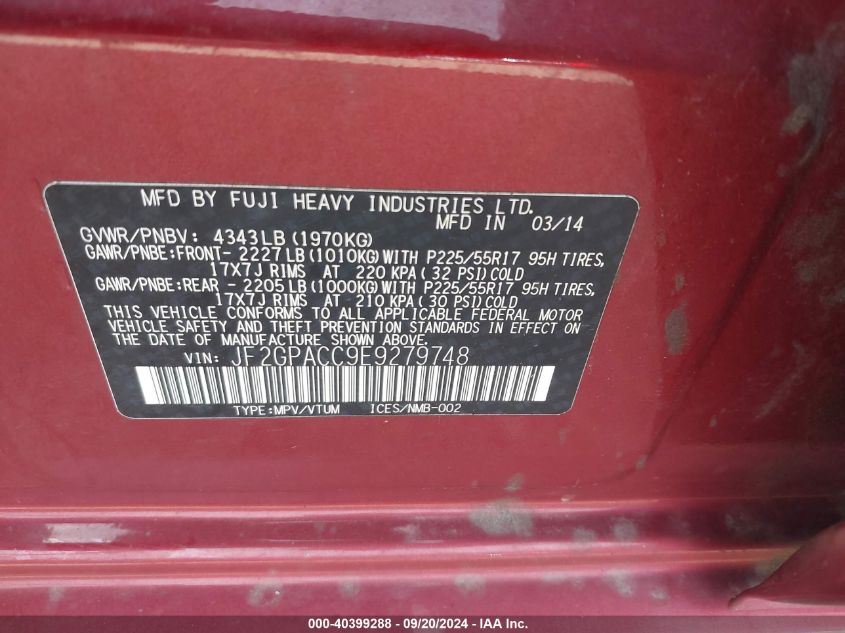 MFD BY FUJI HEAVY INDUSTRIES LTD.
MFD IN 03/14
GVWR/PNBV: 4343LB (1970KG)
GAWR/PNBE:FRONT- 2227LB (1010KG) WITH P225/55R17 95H TIRES,
17X7J RIMS AT 220 KPA (32 PSI) COLD
GAWR/PNBE:REAR - 2205LB (1000KG) WITH P225/55R17 95H TIRES,
17X7J RIMS AT 210 KPA (30 PSI) COLD
THIS VEHICLE CONFORMS TO ALL APPLICABLE FEDERAL MOTOR
VEHICLE SAFETY AND THEFT PREVENTION STANDARDS IN EFFECT ON
THE DATE OF MANUFACTURE SHOWN ABOVE.
VIN: JF2GPACC9E9279748
TYPE:MPV/VTUM ICES/NMB-002
000-40399288 - 09/20/2024 - IAA Inc.